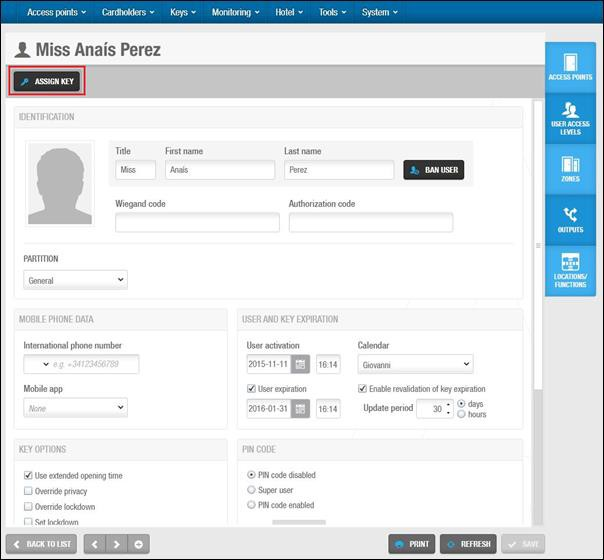 Access points Cardholders Keys Monitoring Hotel Tools System
Miss Anaís Perez
ASSIGN KEY
ACCESS POINTS
USER ACCESS LEVELS
ZONES
OUTPUTS
LOCATIONS/ FUNCTIONS
IDENTIFICATION
Title First name Last name
Miss Anaís Perez BAN USER
Wiegand code Authorization code
PARTITION
General
MOBILE PHONE DATA
International phone number
e.g. +34123456789
Mobile app
None
USER AND KEY EXPIRATION
User activation Calendar
2015-11-11 16:14 Giovanni
User expiration Enable revalidation of key expiration
2016-01-31 16:14 Update period 30 days
hours
KEY OPTIONS
Use extended opening time
Override privacy
Override lockdown
Set lockdown
PIN CODE
PIN code disabled
Super user
PIN code enabled
BACK TO LIST PRINT REFRESH SAVE